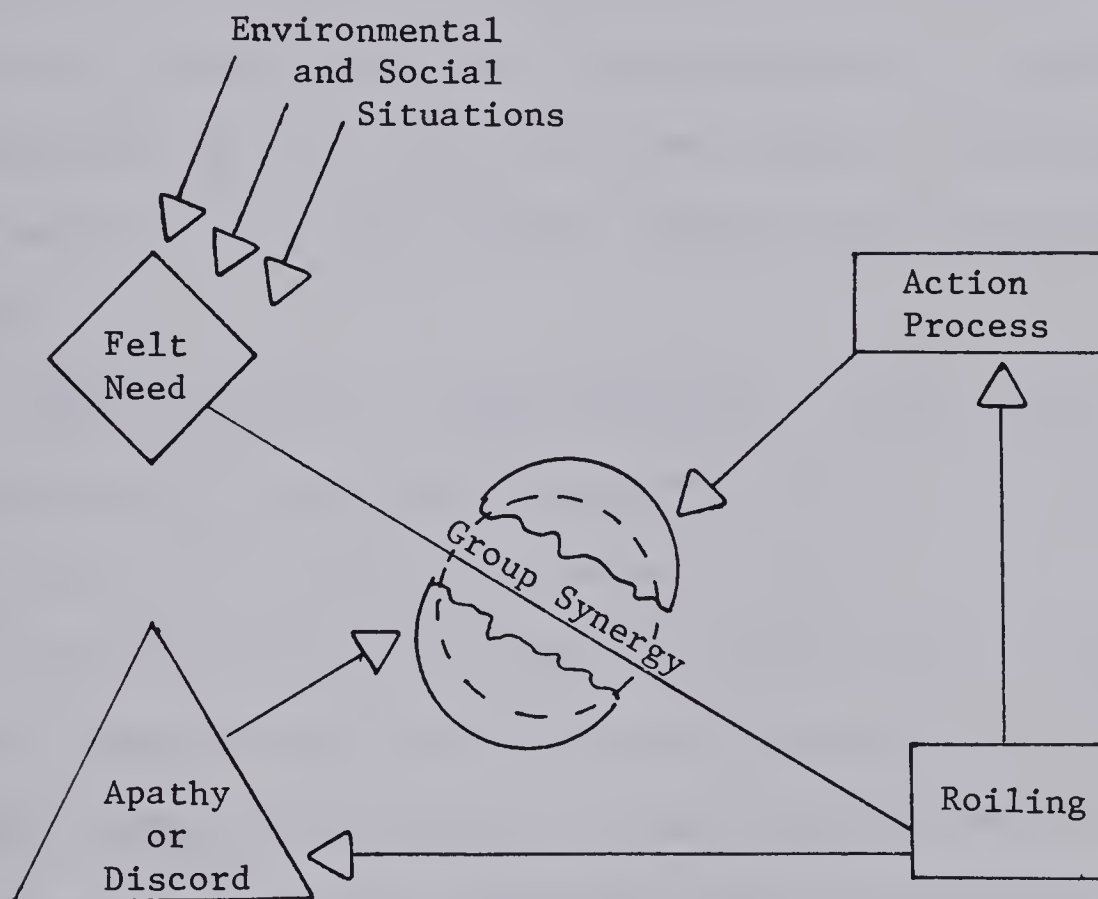 Environmental
and Social
Situations
Felt
Need
Action
Process
Group Synergy
Apathy
or
Discord
Roiling